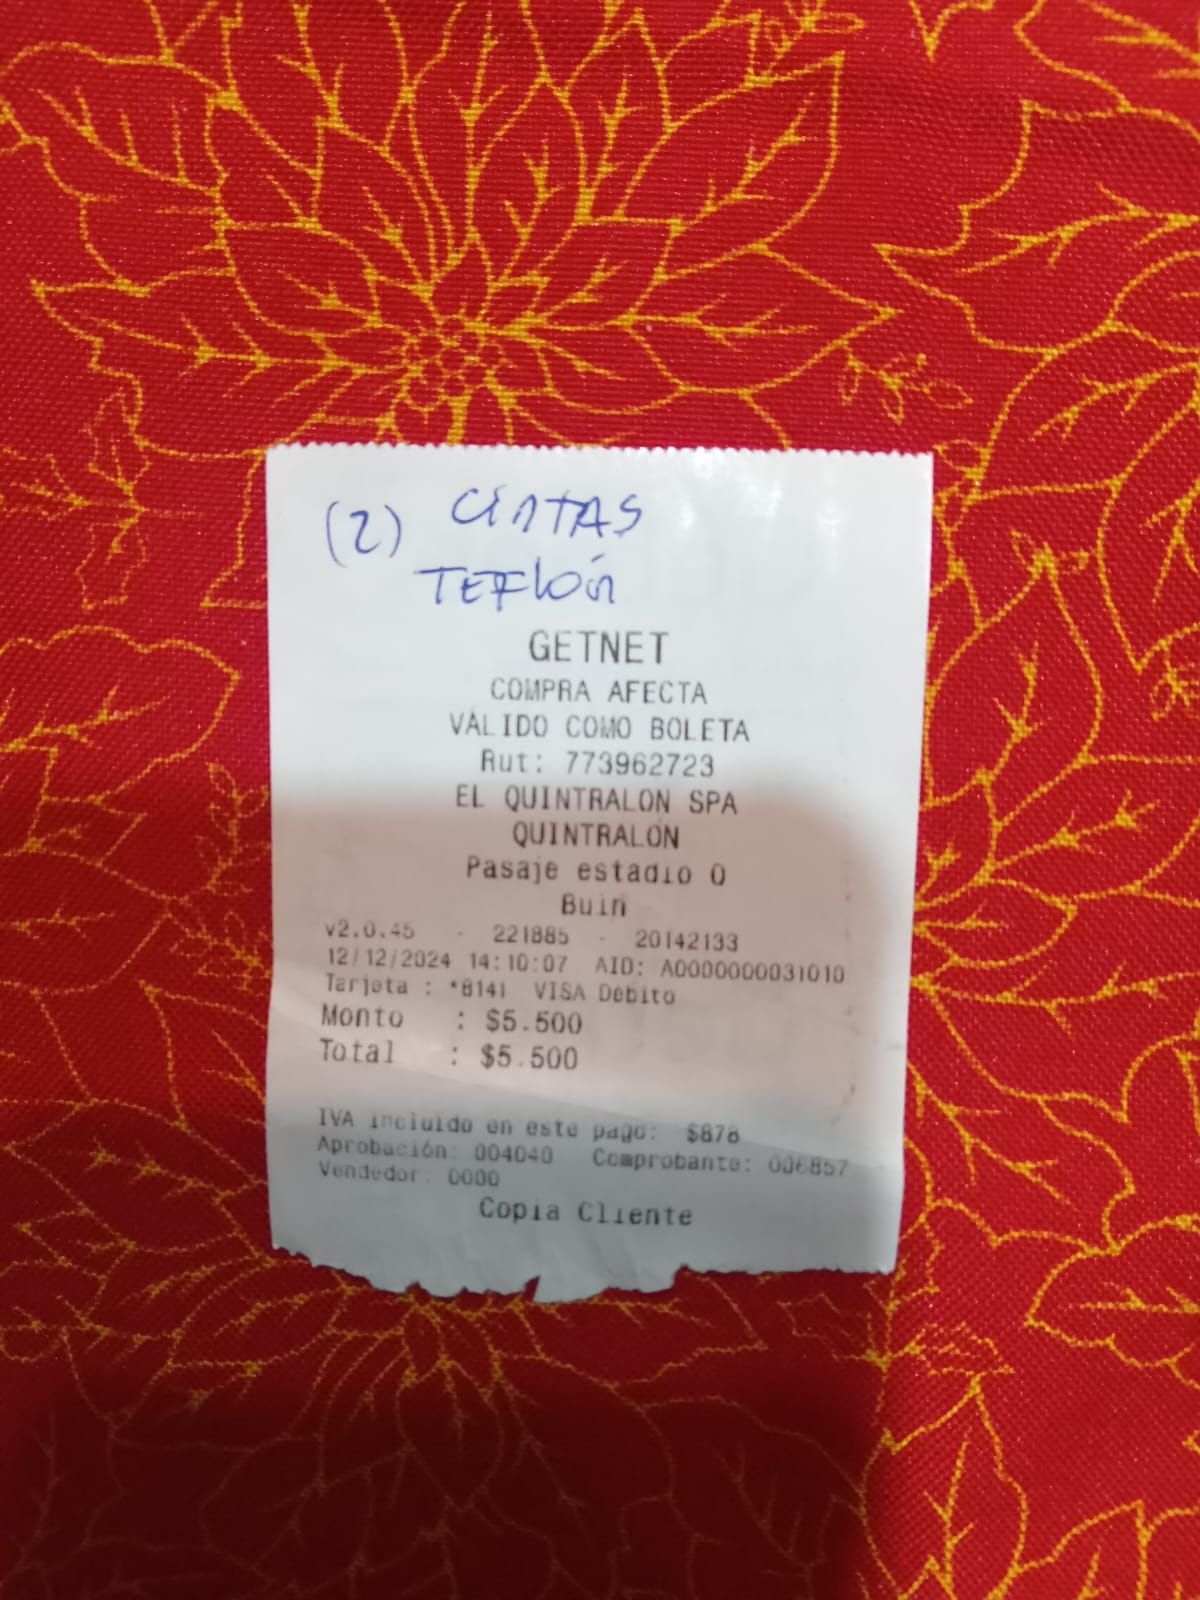 (2) CINTAS
TEFLÓN
GETNET
COMPRA AFECTA
VÁLIDO COMO BOLETA
Rut: 773962723
EL QUINTRALON SPA
QUINTRALON
Pasaje estadio 0
Buin
v2.0.45 - 221885 - 20142133
12/12/2024 14:10:07 AID: A0000000031010
Tarjeta : *8141 VISA Débito
Monto : $5.500
Total : $5.500
IVA incluido en este pago: $878
Aprobación: 004040 Comprobante: 006857
Vendedor: 0000
Copia Cliente